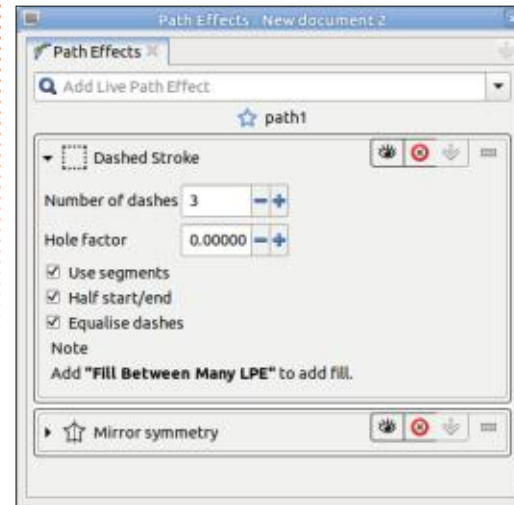 Path Effects - New document 2
Path Effects
Add Live Path Effect
path1
Dashed Stroke
Number of dashes 3
Hole factor 0.00000
Use segments
Half start/end
Equalise dashes
Note
Add "Fill Between Many LPE" to add fill.
Mirror symmetry